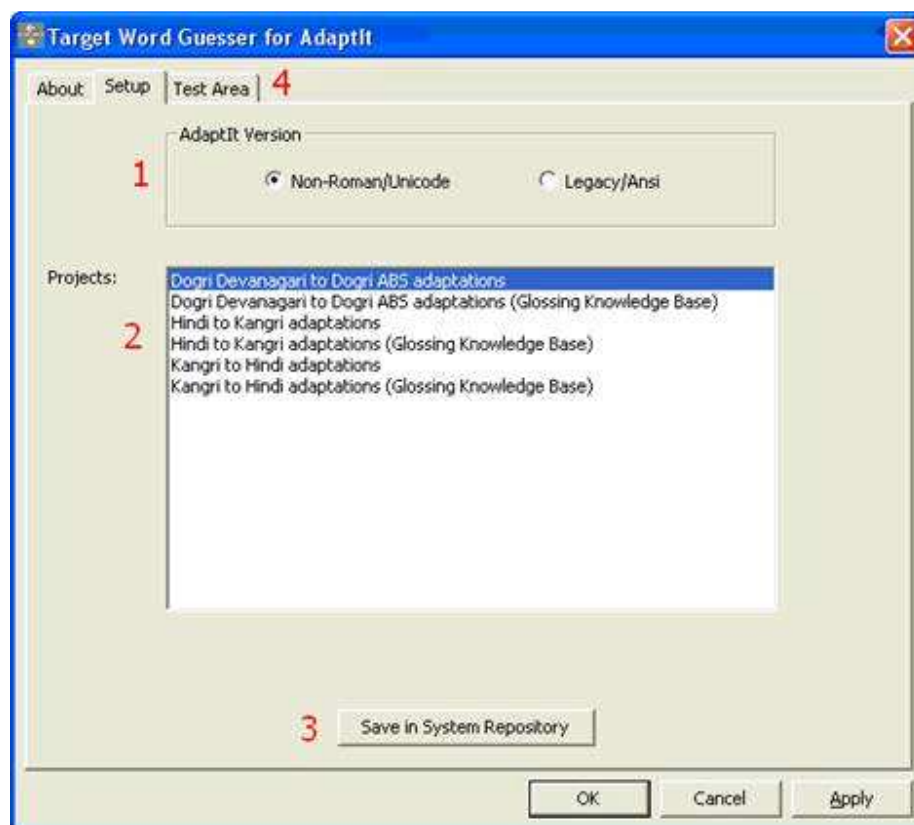 Target Word Guesser for AdaptIt
About Setup Test Area 4
AdaptIt Version
1 Non-Roman/Unicode Legacy/Ansi
Projects:
2
Dogri Devanagari to Dogri ABS adaptations
Dogri Devanagari to Dogri ABS adaptations (Glossing Knowledge Base)
Hindi to Kangri adaptations
Hindi to Kangri adaptations (Glossing Knowledge Base)
Kangri to Hindi adaptations
Kangri to Hindi adaptations (Glossing Knowledge Base)
3 Save in System Repository
OK Cancel Apply